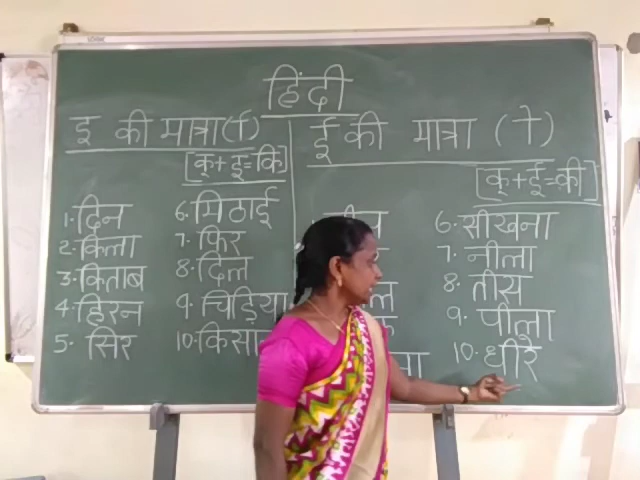 हिंदी
इ की मात्रा (ि)
[क् + इ = कि]
1. दिन
2. किला
3. किताब
4. हिरन
5. सिर
6. मिठाई
7. फिर
8. दिल
9. चिड़िया
10.
ई की मात्रा (ी)
[क् + ई = की]
6. सीखना
7. नीला
8. तीस
9. पीला
10. धीरे